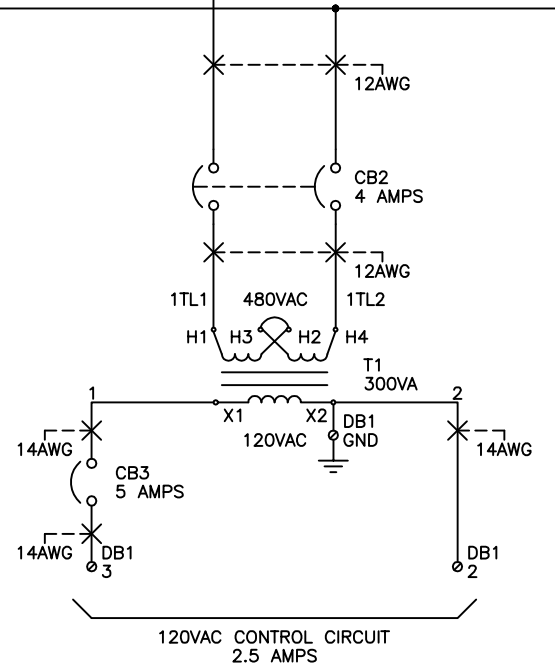 12AWG
CB2
4 AMPS
12AWG
1TL1 480VAC 1TL2
H1 H3 H2 H4
T1
300VA
1 2
X1 X2 DB1
120VAC GND
14AWG 14AWG
CB3
5 AMPS
14AWG DB1 DB1
3 2
120VAC CONTROL CIRCUIT
2.5 AMPS